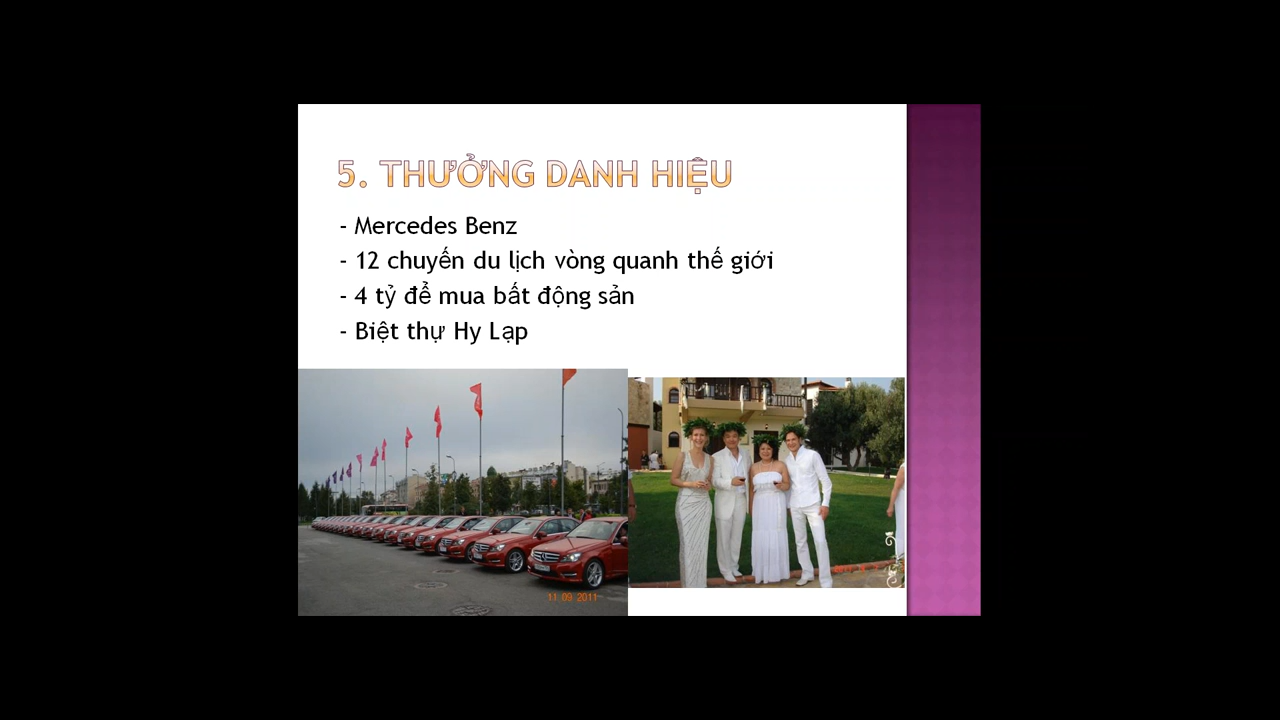 5. THƯỞNG DANH HIỆU
- Mercedes Benz
- 12 chuyến du lịch vòng quanh thế giới
- 4 tỷ để mua bất động sản
- Biệt thự Hy Lạp
11 09 2011